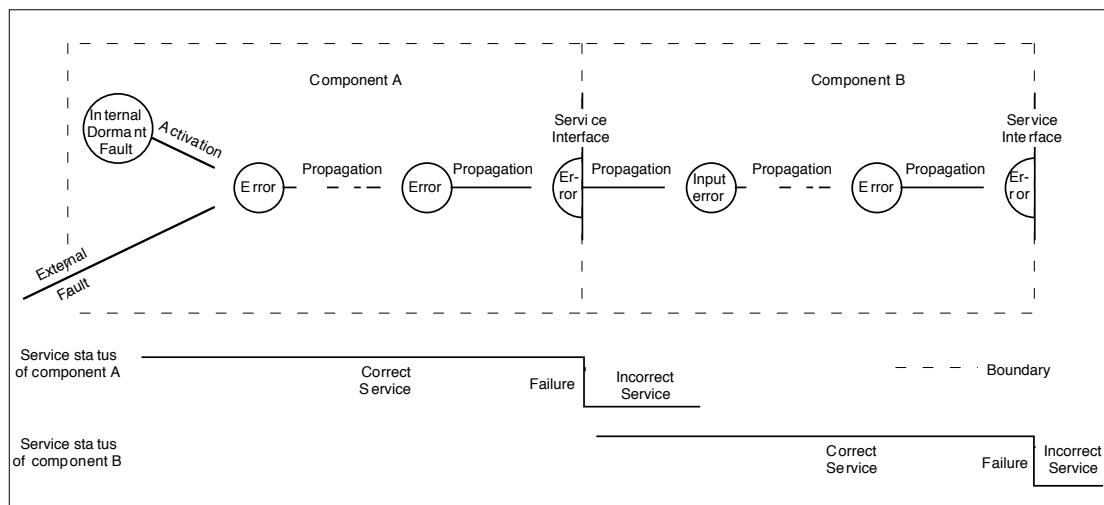 Component A
Component B
Internal
Dormant
Fault
Activation
Service
Interface
Service
Interface
Error
Propagation
Error
Propagation
Er-
ror
Propagation
Input
error
Propagation
Error
Propagation
Er-
ror
External
Fault
Service status
of component A
Correct
Service
Failure
Incorrect
Service
Boundary
Service status
of component B
Correct
Service
Failure
Incorrect
Service